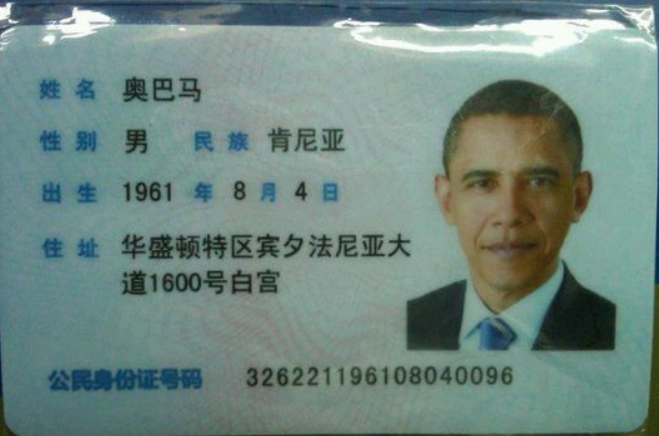 姓名 奥巴马
性别 男 民族 肯尼亚
出生 1961 年 8 月 4 日
住址 华盛顿特区宾夕法尼亚大
道1600号白宫
公民身份证号码 326221196108040096